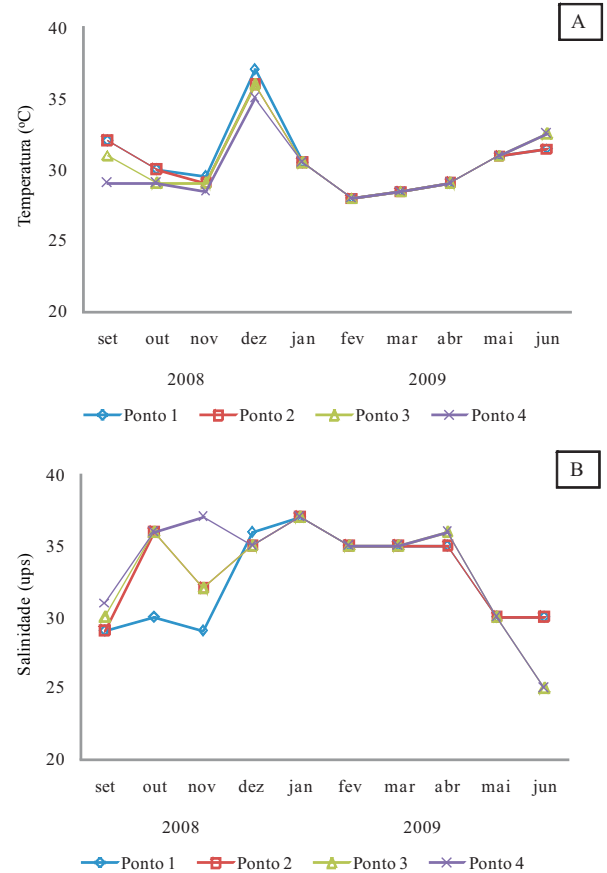 A
40
35
30
25
20
Temperatura (ºC)
set out nov dez jan fev mar abr mai jun
2008 2009
Ponto 1 Ponto 2 Ponto 3 Ponto 4
B
40
35
30
25
20
Salinidade (ups)
set out nov dez jan fev mar abr mai jun
2008 2009
Ponto 1 Ponto 2 Ponto 3 Ponto 4